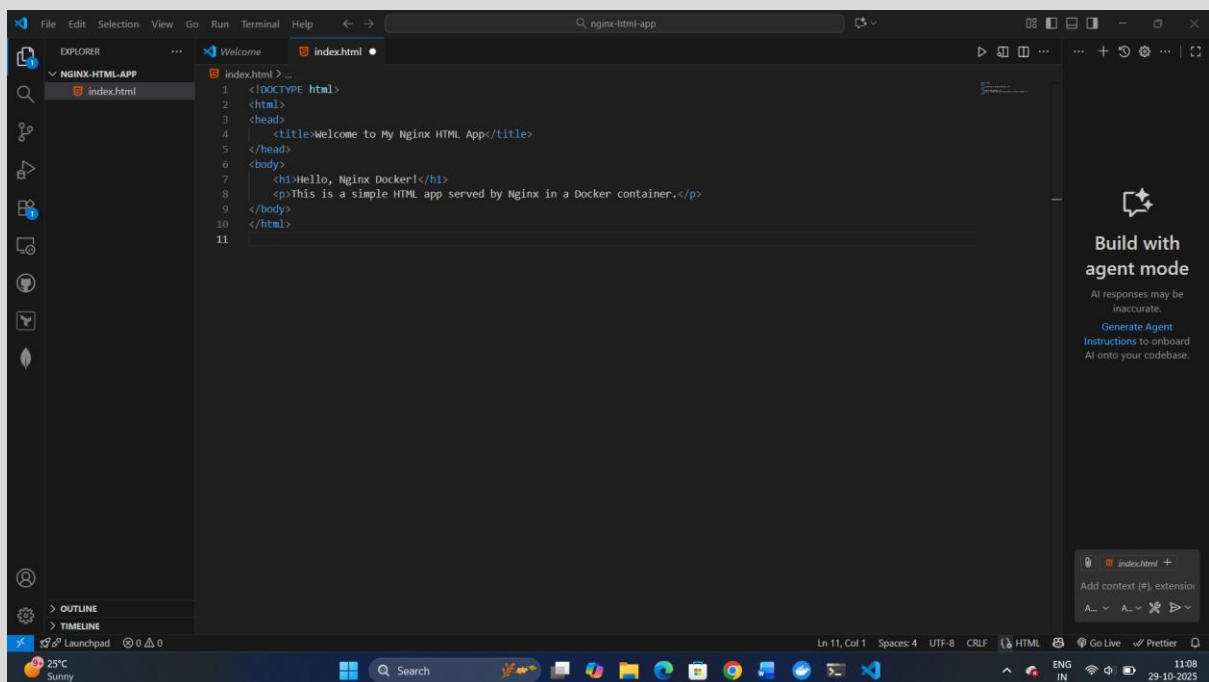 File Edit Selection View Go Run Terminal Help
nginx-html-app
EXPLORER
NGINX-HTML-APP
index.html
Welcome
index.html
index.html > ...
1 <!DOCTYPE html>
2 <html>
3 <head>
4 <title>Welcome to My Nginx HTML App</title>
5 </head>
6 <body>
7 <h1>Hello, Nginx Docker!</h1>
8 <p>This is a simple HTML app served by Nginx in a Docker container.</p>
9 </body>
10 </html>
11
Build with
agent mode
AI responses may be
inaccurate.
Generate Agent
Instructions to onboard
AI onto your codebase.
index.html
Add context (#), extension
A... A...
OUTLINE
TIMELINE
Launchpad 0 0
Ln 11, Col 1 Spaces: 4 UTF-8 CRLF HTML Go Live Prettier
9+
25°C
Sunny
Search
ENG
IN
11:08
29-10-2025